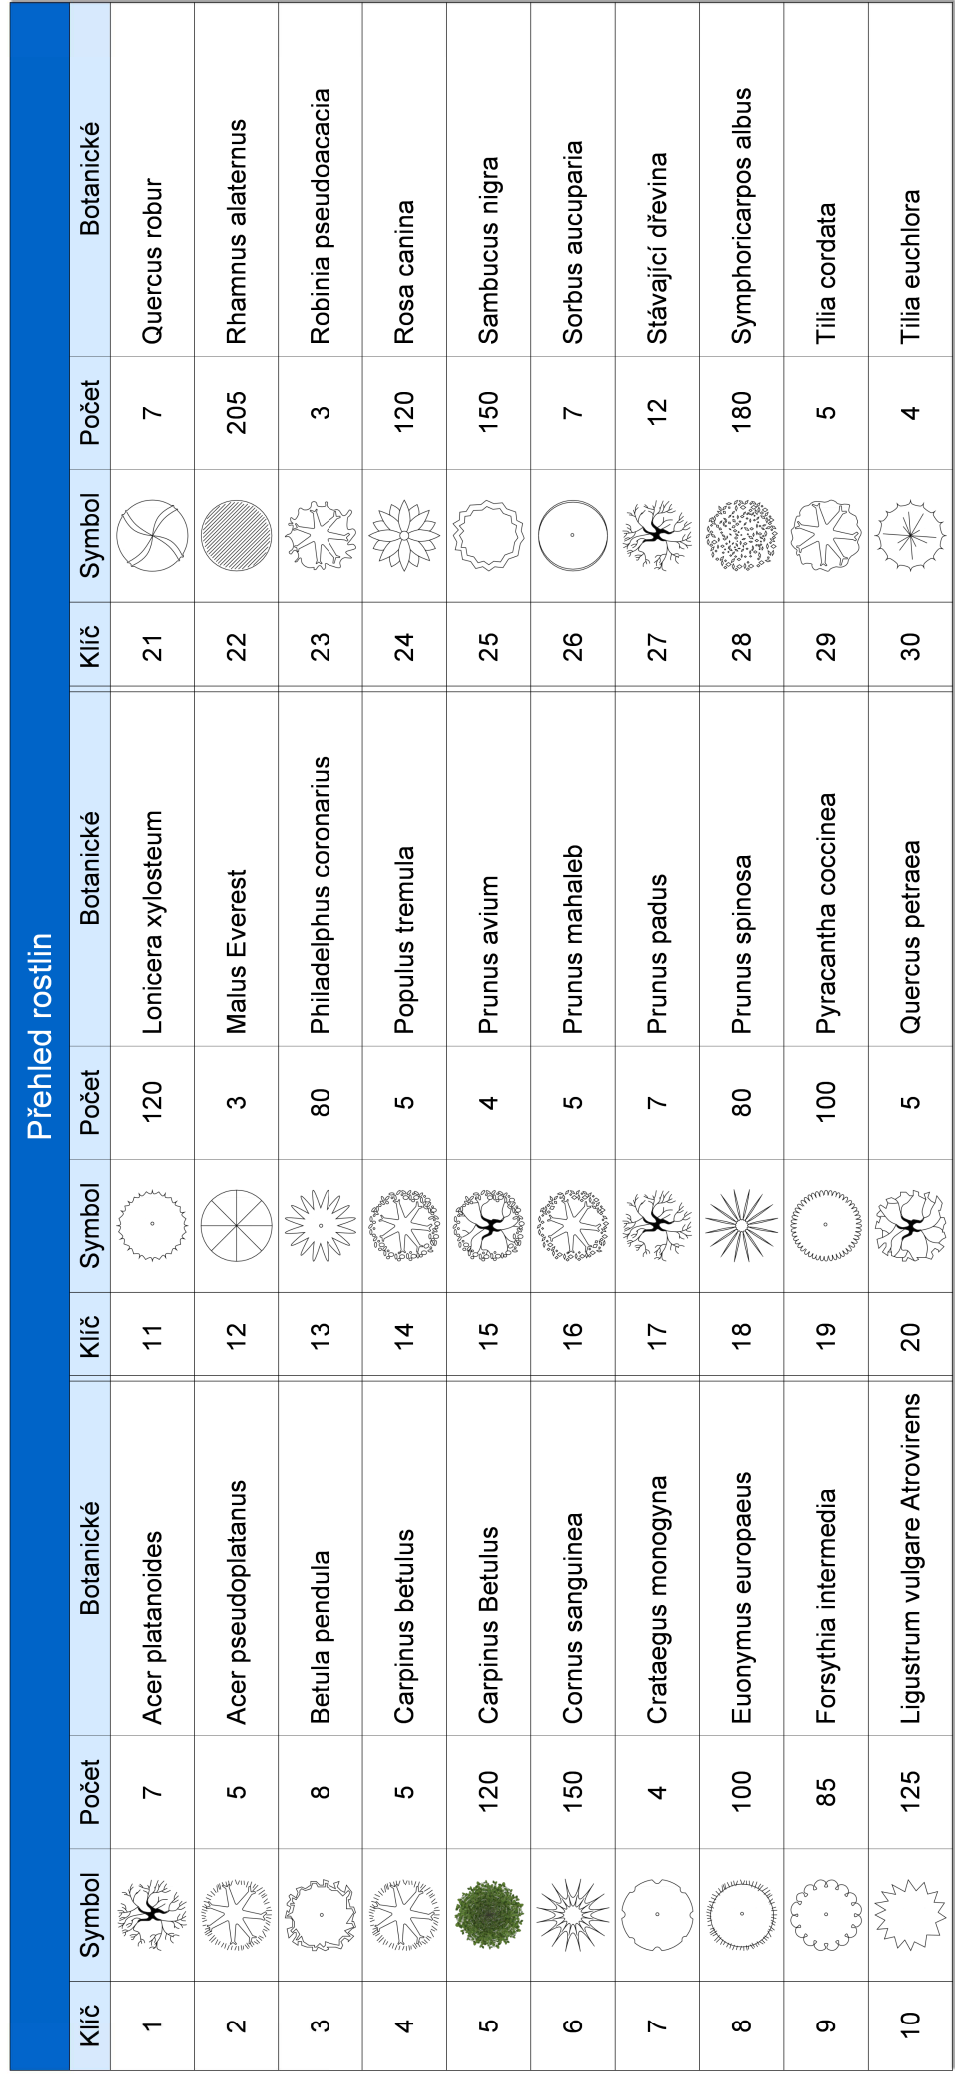 Přehled rostlin
Klíč Symbol Počet Botanické Klíč Symbol Počet Botanické Klíč Symbol Počet Botanické
1 7 Acer platanoides 11 120 Lonicera xylosteum 21 7 Quercus robur
2 5 Acer pseudoplatanus 12 3 Malus Everest 22 205 Rhamnus alaternus
3 8 Betula pendula 13 80 Philadelphus coronarius 23 3 Robinia pseudoacacia
4 5 Carpinus betulus 14 5 Populus tremula 24 120 Rosa canina
5 120 Carpinus Betulus 15 4 Prunus avium 25 150 Sambucus nigra
6 150 Cornus sanguinea 16 5 Prunus mahaleb 26 7 Sorbus aucuparia
7 4 Crataegus monogyna 17 7 Prunus padus 27 12 Stávající dřevina
8 100 Euonymus europaeus 18 80 Prunus spinosa 28 180 Symphoricarpos albus
9 85 Forsythia intermedia 19 100 Pyracantha coccinea 29 5 Tilia cordata
10 125 Ligustrum vulgare Atrovirens 20 5 Quercus petraea 30 4 Tilia euchlora